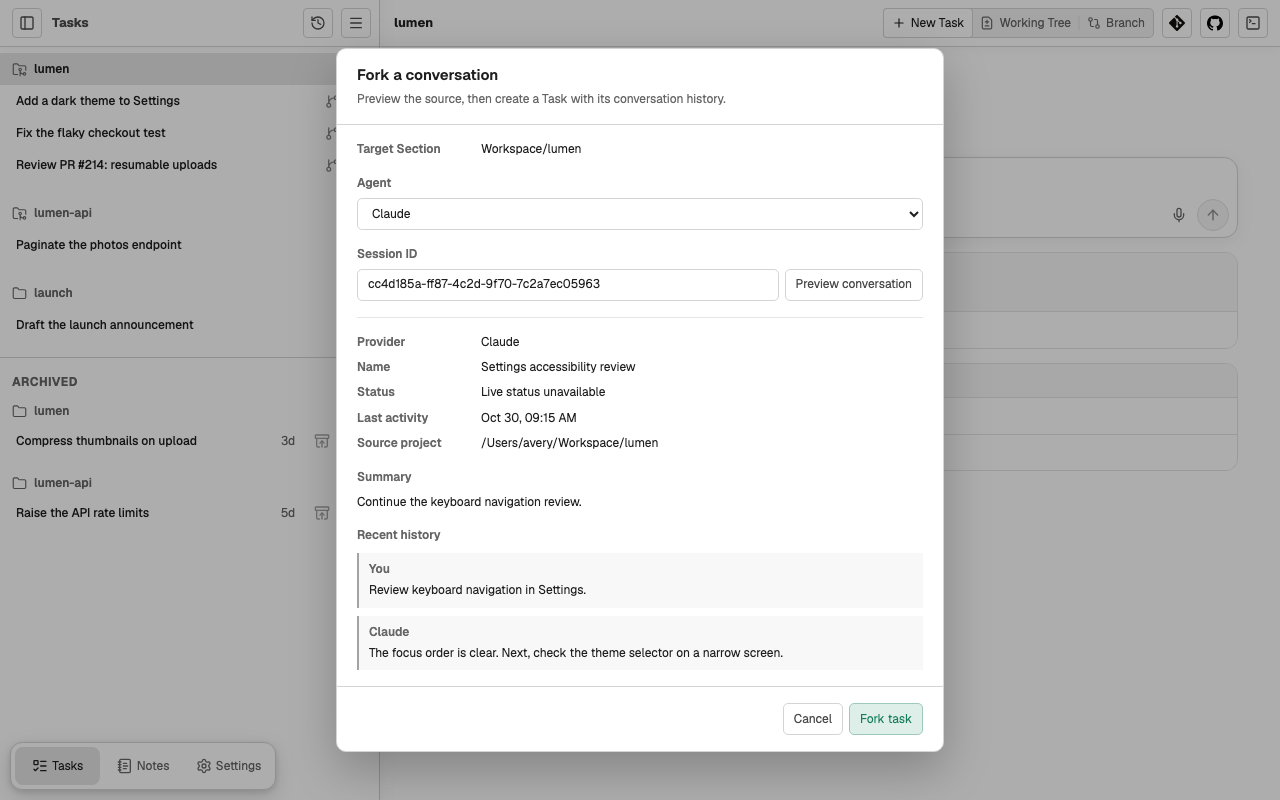 Tasks
lumen
New Task
Working Tree
Branch
lumen
Add a dark theme to Settings
Fix the flaky checkout test
Review PR #214: resumable uploads
lumen-api
Paginate the photos endpoint
launch
Draft the launch announcement
ARCHIVED
lumen
Compress thumbnails on upload 3d
lumen-api
Raise the API rate limits 5d
Tasks
Notes
Settings
Fork a conversation
Preview the source, then create a Task with its conversation history.
Target Section Workspace/lumen
Agent
Claude
Session ID
cc4d185a-ff87-4c2d-9f70-7c2a7ec05963
Preview conversation
Provider Claude
Name Settings accessibility review
Status Live status unavailable
Last activity Oct 30, 09:15 AM
Source project /Users/avery/Workspace/lumen
Summary
Continue the keyboard navigation review.
Recent history
You
Review keyboard navigation in Settings.
Claude
The focus order is clear. Next, check the theme selector on a narrow screen.
Cancel
Fork task